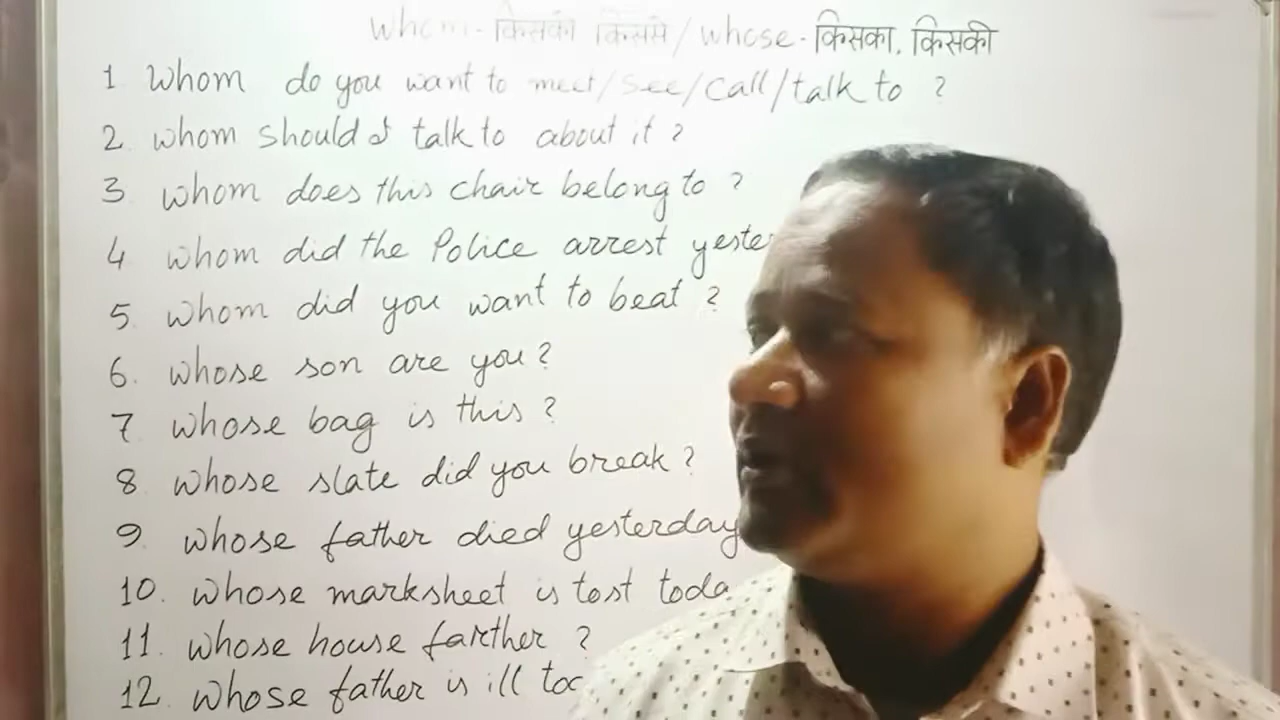 Whom - किसको किससे / whose - किसका, किसकी
1 Whom do you want to meet/see/call/talk to ?
2 whom should I talk to about it ?
3 whom does this chair belong to ?
4 whom did the Police arrest
5. whom did you want to beat ?
6. whose son are you ?
7 whose bag is this ?
8 whose slate did you break ?
9. whose father died yesterday
10. whose marksheet is tost
11. whose house farther ?
12. whose father is ill